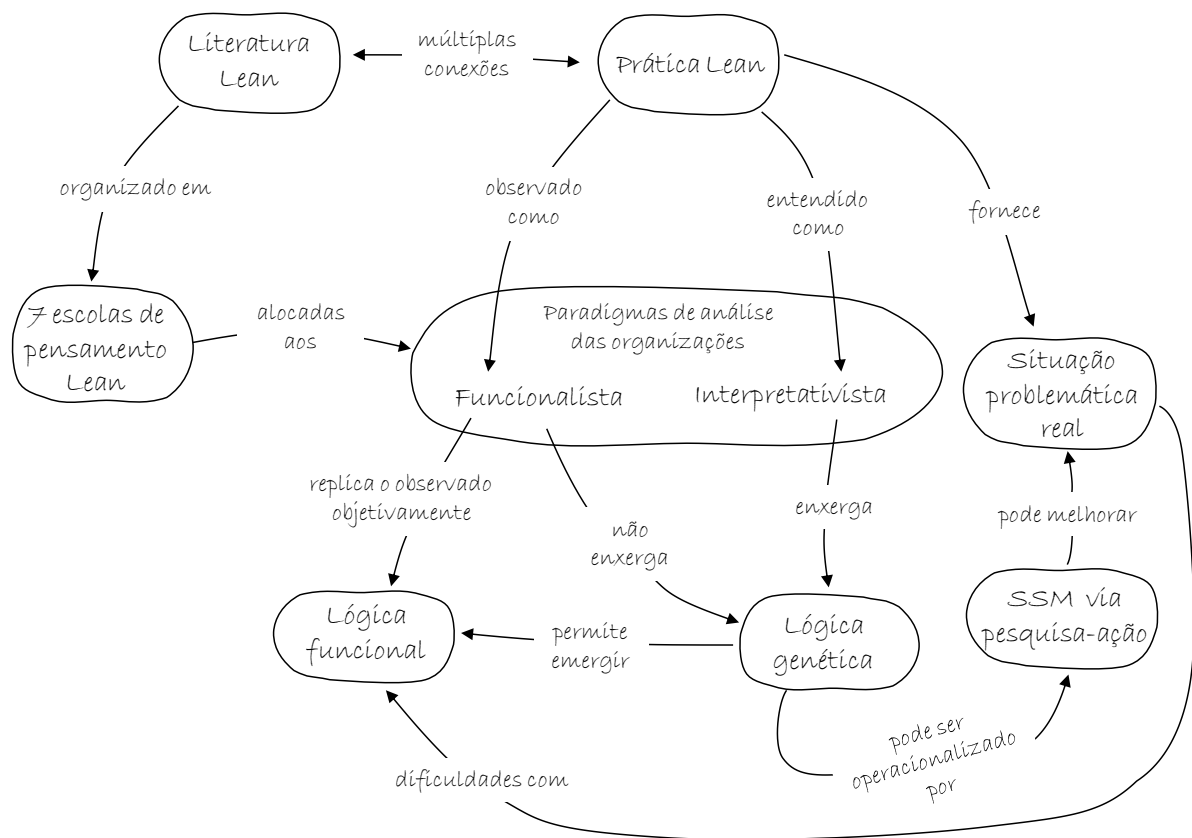 Literatura
Lean
múltiplas
conexões
Prática Lean
organizado em
observado
como
entendido
como
fornece
7 escolas de
pensamento
Lean
alocadas
aos
Paradigmas de análise
das organizações
Funcionalista
Interpretativista
Situação
problemática
real
replica o observado
objetivamente
não
enxerga
enxerga
pode melhorar
Lógica
funcional
permite
emergir
Lógica
genética
SSM via
pesquisa-ação
pode ser
operacionalizado
por
dificuldades com